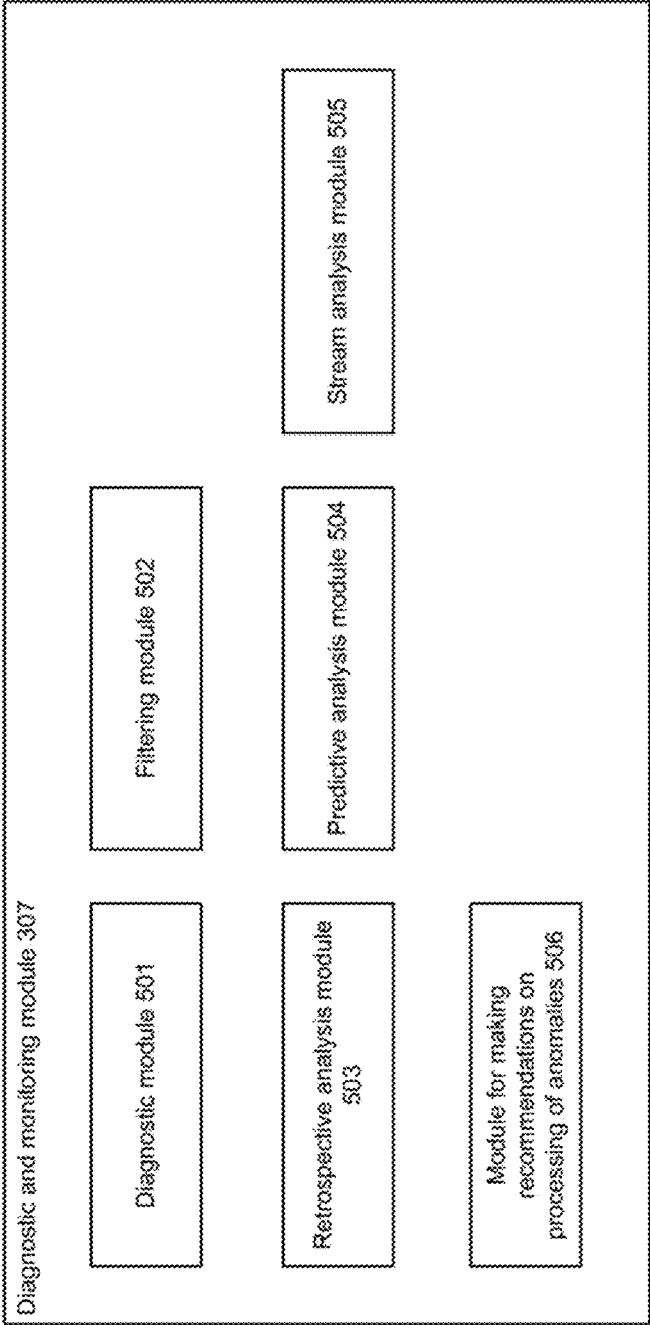 Diagnostic and monitoring module 307
Diagnostic module 501
Filtering module 502
Retrospective analysis module
503
Predictive analysis module 504
Stream analysis module 505
Module for making
recommendations on
processing of anomalies 506